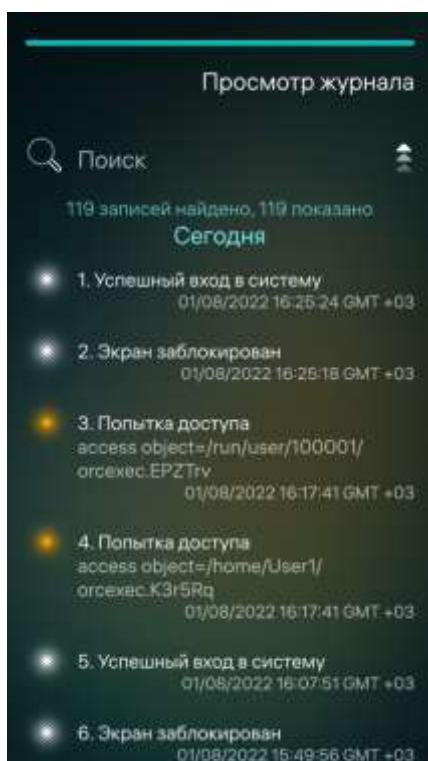 Просмотр журнала
Поиск
119 записей найдено, 119 показано
Сегодня
1. Успешный вход в систему
01/08/2022 16:25:24 GMT +03
2. Экран заблокирован
01/08/2022 16:25:18 GMT +03
3. Попытка доступа
access object=/run/user/100001/
orcexec.EPZTrv
01/08/2022 16:17:41 GMT +03
4. Попытка доступа
access object=/home/User1/
orcexec.K3r5Rq
01/08/2022 16:17:41 GMT +03
5. Успешный вход в систему
01/08/2022 16:07:51 GMT +03
6. Экран заблокирован
01/08/2022 15:49:56 GMT +03